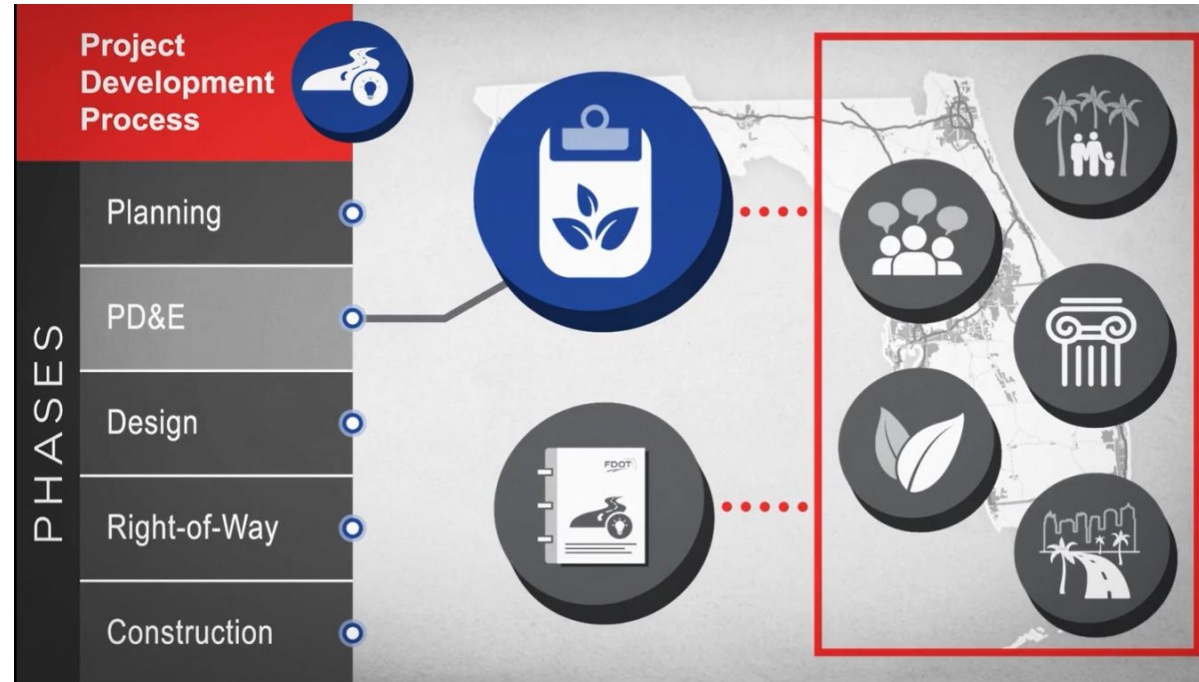 Project
Development
Process
PHASES
Planning
PD&E
Design
Right-of-Way
Construction
FDOT